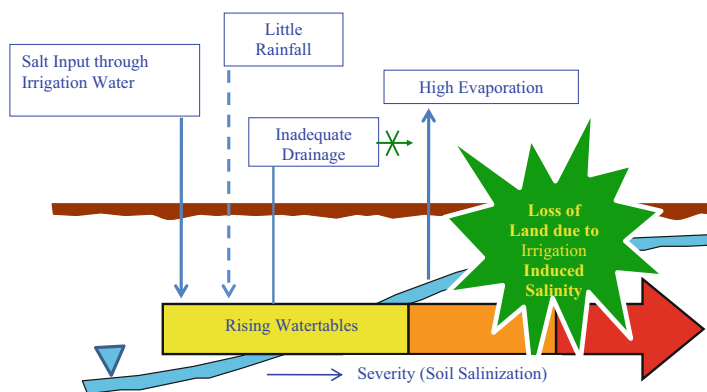 Little
Rainfall
Salt Input through
Irrigation Water
High Evaporation
Inadequate
Drainage
Loss of
Land due to
Irrigation
Induced
Salinity
Rising Watertables
Severity (Soil Salinization)